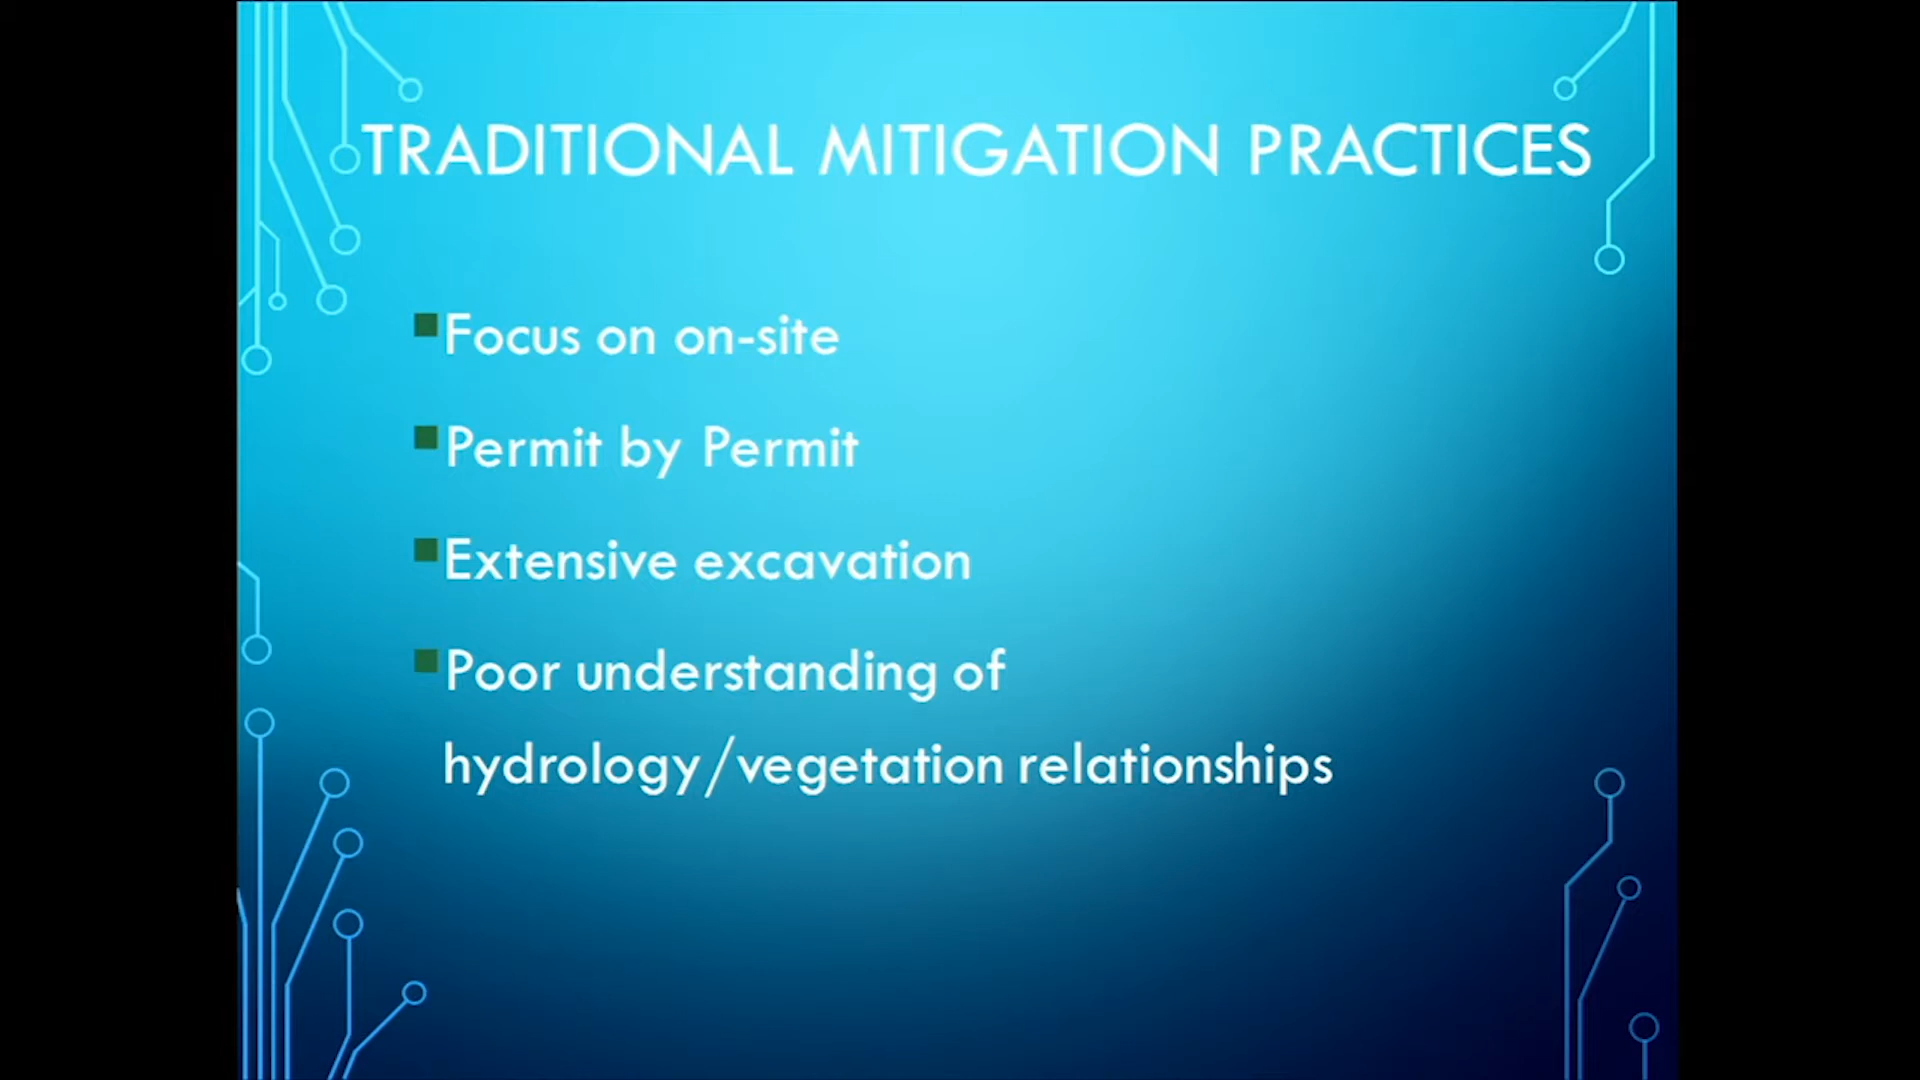 TRADITIONAL MITIGATION PRACTICES
Focus on on-site
Permit by Permit
Extensive excavation
Poor understanding of
hydrology/vegetation relationships